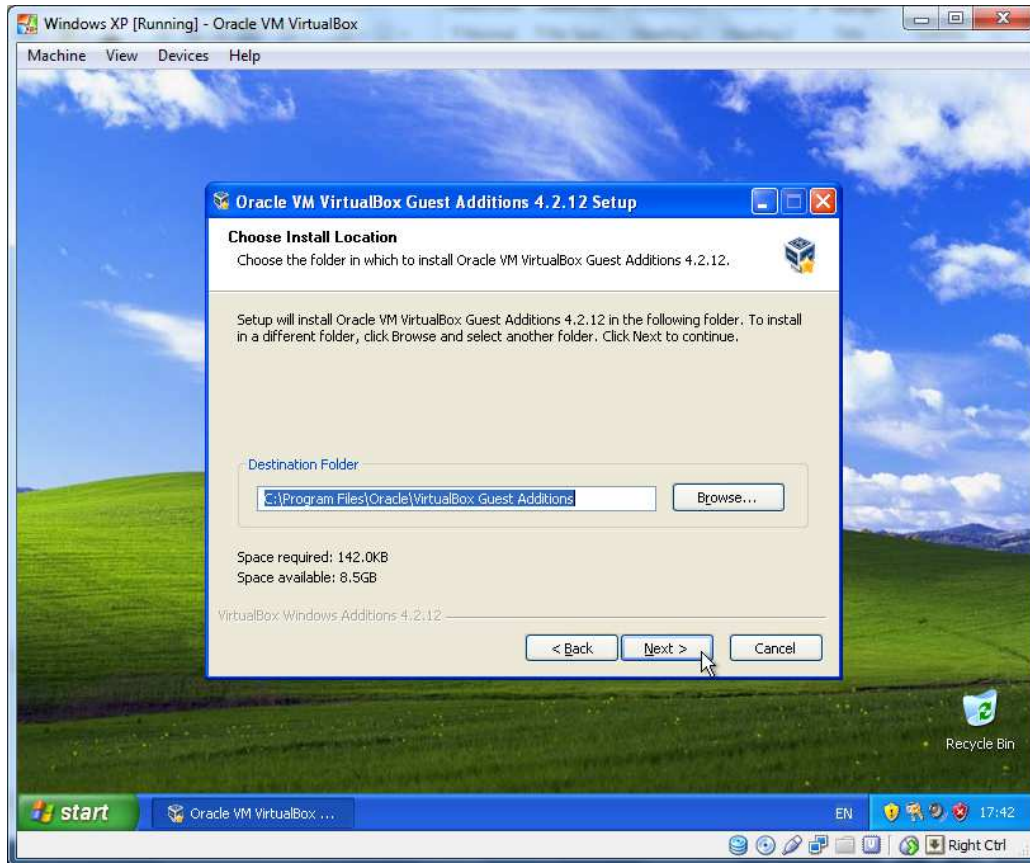 Windows XP [Running] - Oracle VM VirtualBox
Machine View Devices Help
Oracle VM VirtualBox Guest Additions 4.2.12 Setup
Choose Install Location
Choose the folder in which to install Oracle VM VirtualBox Guest Additions 4.2.12.
Setup will install Oracle VM VirtualBox Guest Additions 4.2.12 in the following folder. To install
in a different folder, click Browse and select another folder. Click Next to continue.
Destination Folder
C:\Program Files\Oracle\VirtualBox Guest Additions
Browse...
Space required: 142.0KB
Space available: 8.5GB
VirtualBox Windows Additions 4.2.12
< Back Next > Cancel
Recycle Bin
start Oracle VM VirtualBox ... EN 17:42
Right Ctrl